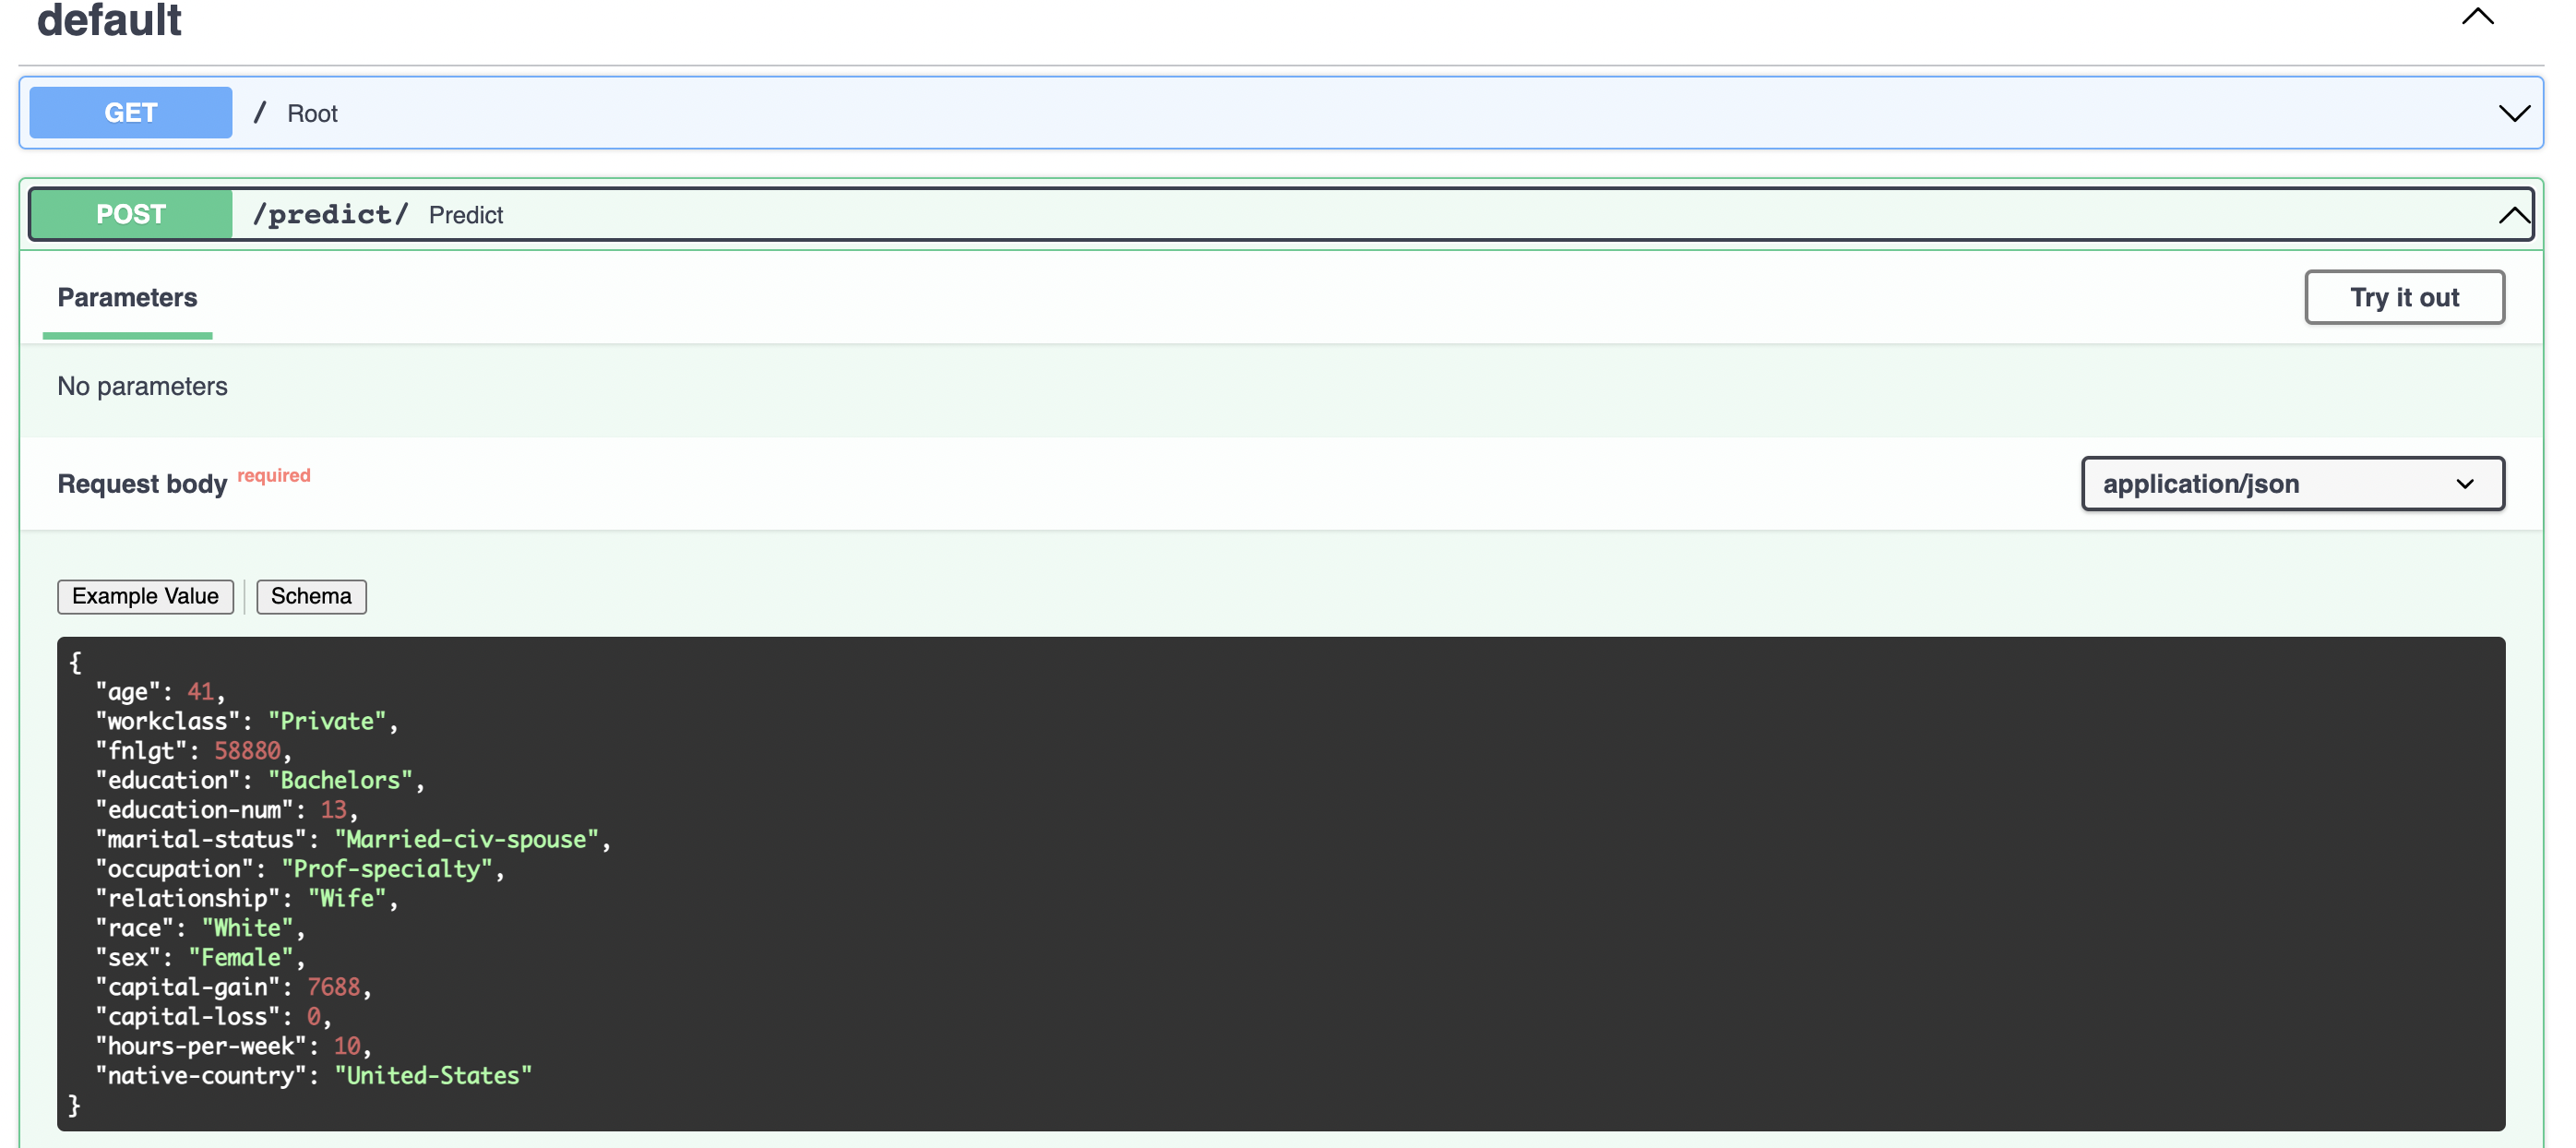 default
GET / Root
POST /predict/ Predict
Parameters Try it out
No parameters
Request body required application/json
Example Value Schema
{
  "age": 41,
  "workclass": "Private",
  "fnlgt": 58880,
  "education": "Bachelors",
  "education-num": 13,
  "marital-status": "Married-civ-spouse",
  "occupation": "Prof-specialty",
  "relationship": "Wife",
  "race": "White",
  "sex": "Female",
  "capital-gain": 7688,
  "capital-loss": 0,
  "hours-per-week": 10,
  "native-country": "United-States"
}